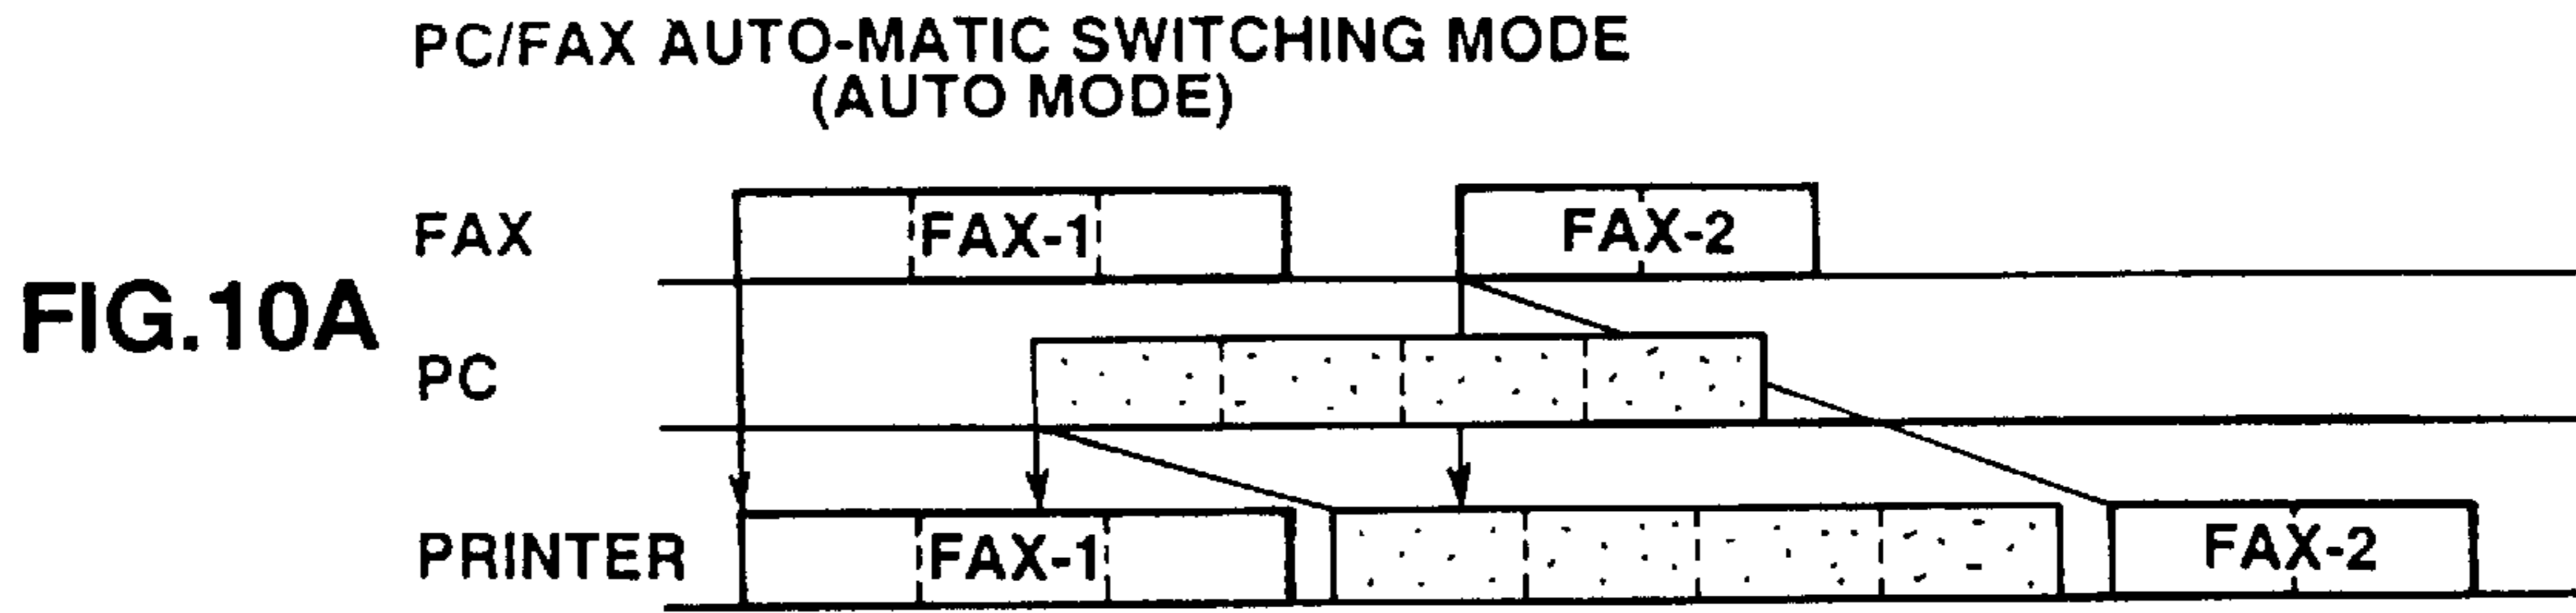 PC/FAX AUTO-MATIC SWITCHING MODE
(AUTO MODE)
FAX
FAX-1
FAX-2
FIG.10A
PC
PRINTER
FAX-1
FAX-2